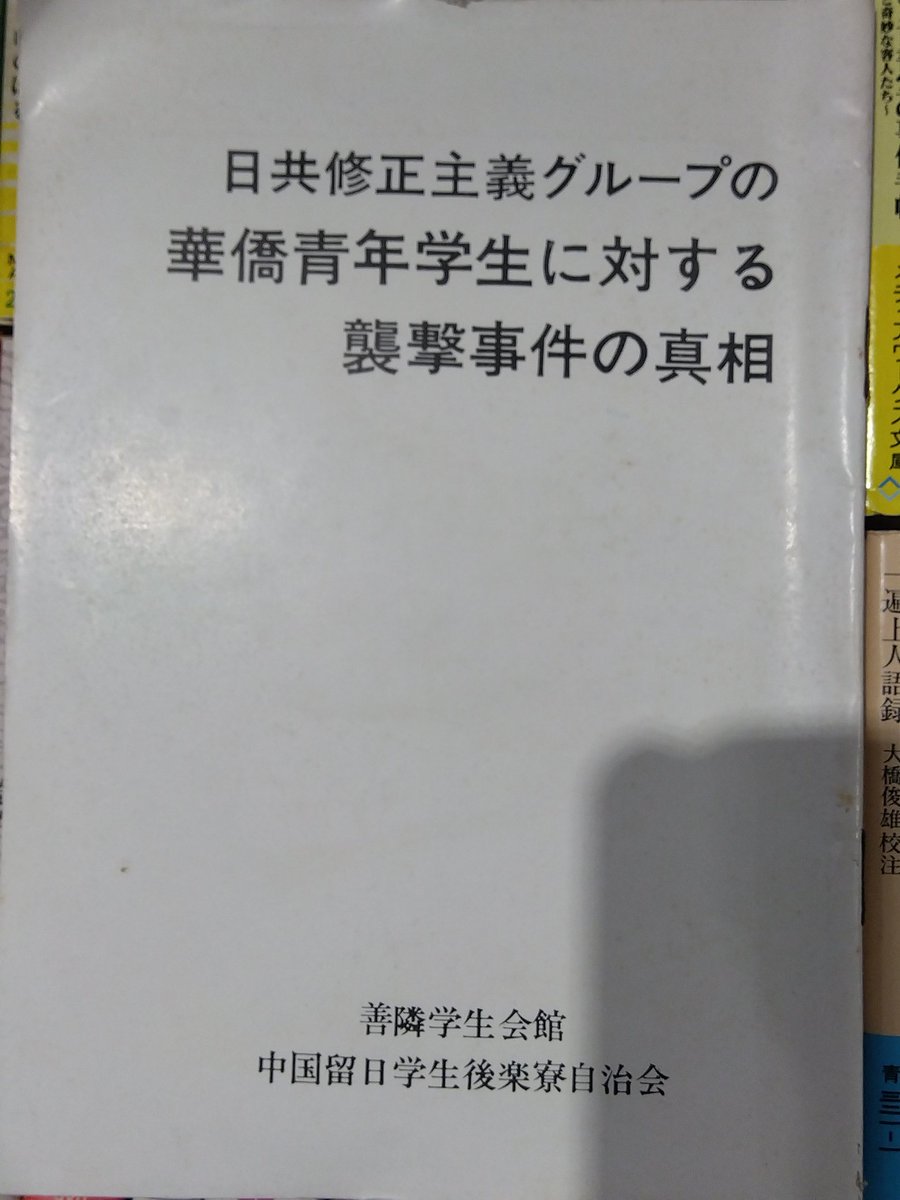 日共修正主義グループの
華僑青年学生に対する
襲撃事件の真相
善隣学生会館
中国留日学生後楽寮自治会
一遍上人語録 大橋俊雄校注
青